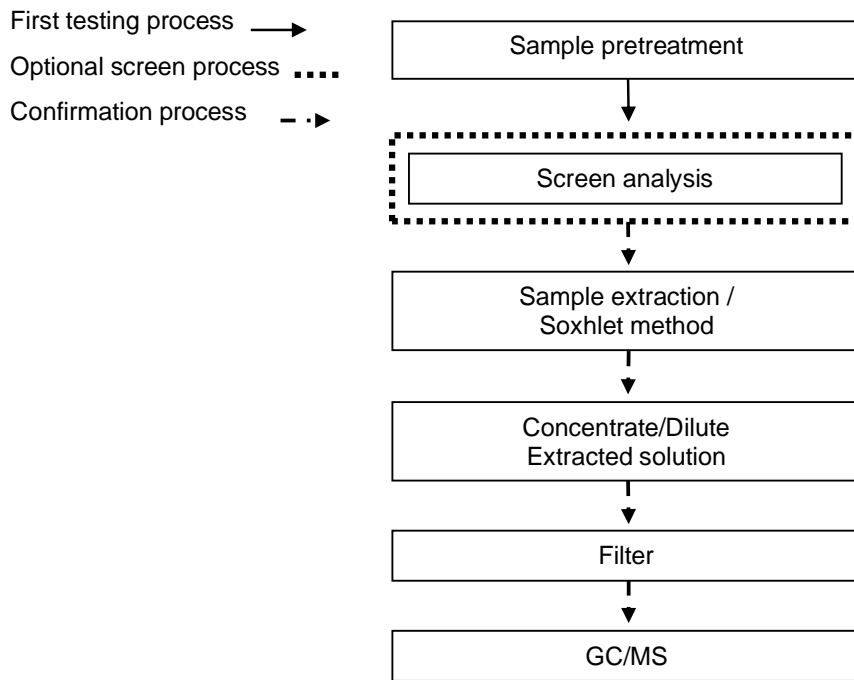 First testing process
Optional screen process
Confirmation process
Sample pretreatment
Screen analysis
Sample extraction /
Soxhlet method
Concentrate/Dilute
Extracted solution
Filter
GC/MS